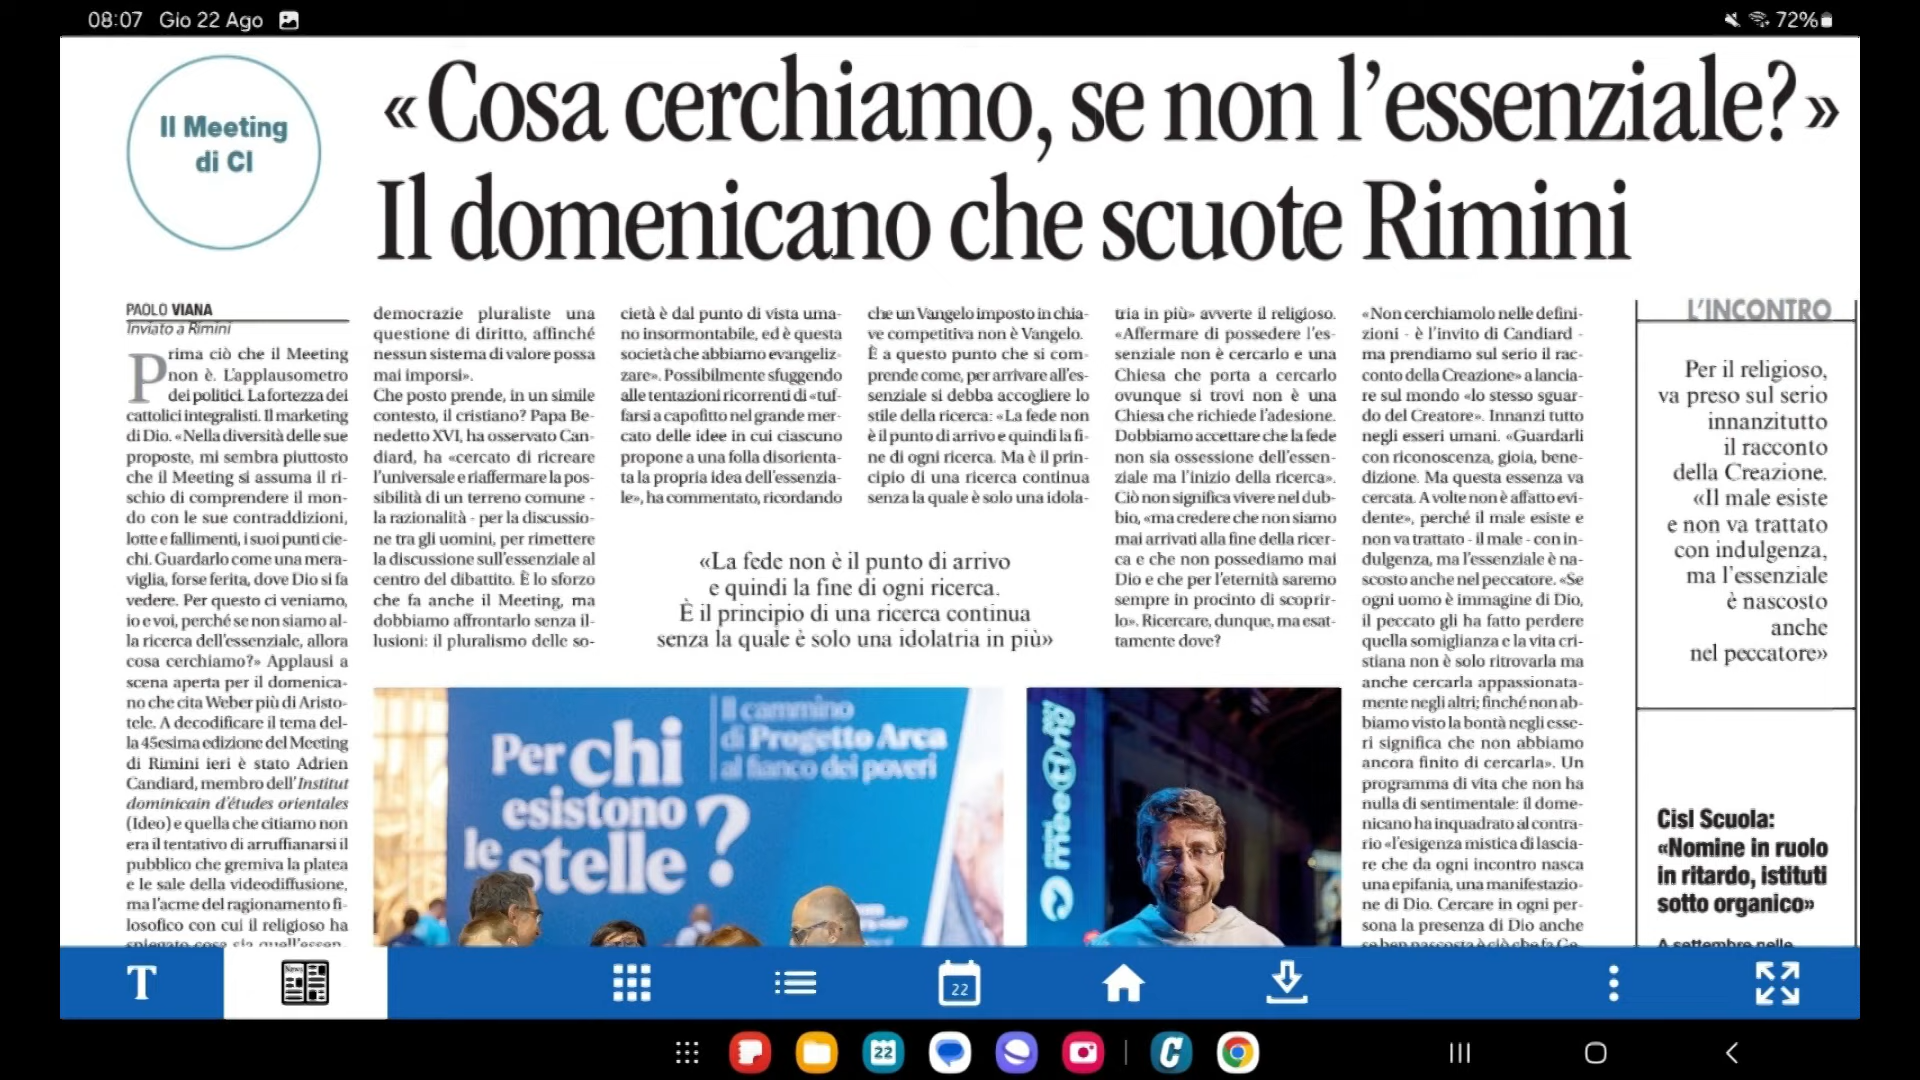 08:07 Gio 22 Ago
72%
Il Meeting
di Cl
«Cosa cerchiamo, se non l'essenziale?»
Il domenicano che scuote Rimini
PAOLO VIANA
Inviato a Rimini
Prima ciò che il Meeting
non è. L'applausometro
dei politici. La fortezza dei
cattolici integralisti. Il marketing
di Dio. «Nella diversità delle sue
proposte, mi sembra piuttosto
che il Meeting si assuma il ri-
schio di comprendere il mon-
do con le sue contraddizioni,
lotte e fallimenti, i suoi punti cie-
chi. Guardarlo come una mera-
viglia, forse ferita, dove Dio si fa
vedere. Per questo ci veniamo,
io e voi, perché se non siamo al-
la ricerca dell'essenziale, allora
cosa cerchiamo?» Applausi a
scena aperta per il domenica-
no che cita Weber più di Aristo-
tele. A decodificare il tema del-
la 45esima edizione del Meeting
di Rimini ieri è stato Adrien
Candiard, membro dell'Institut
dominicain d'études orientales
(Ideo) e quella che citiamo non
era il tentativo di arruffianarsi il
pubblico che gremiva la platea
e le sale della videodiffusione,
ma l'acme del ragionamento fi-
losofico con cui il religioso ha
spiegato cosa sia quell'essen-
democrazie pluraliste una
questione di diritto, affinché
nessun sistema di valore possa
mai imporsi».
Che posto prende, in un simile
contesto, il cristiano? Papa Be-
nedetto XVI, ha osservato Can-
diard, ha «cercato di ricreare
l'universale e riaffermare la pos-
sibilità di un terreno comune -
la razionalità - per la discussio-
ne tra gli uomini, per rimettere
la discussione sull'essenziale al
centro del dibattito. È lo sforzo
che fa anche il Meeting, ma
dobbiamo affrontarlo senza il-
lusioni: il pluralismo delle so-
cietà è dal punto di vista uma-
no insormontabile, ed è questa
società che abbiamo evangeliz-
zare». Possibilmente sfuggendo
alle tentazioni ricorrenti di «tuf-
farsi a capofitto nel grande mer-
cato delle idee in cui ciascuno
propone a una folla disorienta-
ta la propria idea dell'essenzia-
le», ha commentato, ricordando
che un Vangelo imposto in chia-
ve competitiva non è Vangelo.
È a questo punto che si com-
prende come, per arrivare all'es-
senziale si debba accogliere lo
stile della ricerca: «La fede non
è il punto di arrivo e quindi la fi-
ne di ogni ricerca. Ma è il prin-
cipio di una ricerca continua
senza la quale è solo una idola-
«La fede non è il punto di arrivo
e quindi la fine di ogni ricerca.
È il principio di una ricerca continua
senza la quale è solo una idolatria in più»
tria in più» avverte il religioso.
«Affermare di possedere l'es-
senziale non è cercarlo e una
Chiesa che porta a cercarlo
ovunque si trovi non è una
Chiesa che richiede l'adesione.
Dobbiamo accettare che la fede
non sia ossessione dell'essen-
ziale ma l'inizio della ricerca».
Ciò non significa vivere nel dub-
bio, «ma credere che non siamo
mai arrivati alla fine della ricer-
ca e che non possediamo mai
Dio e che per l'eternità saremo
sempre in procinto di scoprir-
lo». Ricercare, dunque, ma esat-
tamente dove?
«Non cerchiamolo nelle defini-
zioni - è l'invito di Candiard -
ma prendiamo sul serio il rac-
conto della Creazione» a lancia-
re sul mondo «lo stesso sguar-
do del Creatore». Innanzi tutto
negli esseri umani. «Guardarli
con riconoscenza, gioia, bene-
dizione. Ma questa essenza va
cercata. A volte non è affatto evi-
dente», perché il male esiste e
non va trattato - il male - con in-
dulgenza, ma l'essenziale è na-
scosto anche nel peccatore. «Se
ogni uomo è immagine di Dio,
il peccato gli ha fatto perdere
quella somiglianza e la vita cri-
stiana non è solo ritrovarla ma
anche cercarla appassionata-
mente negli altri; finché non ab-
biamo visto la bontà negli esse-
ri significa che non abbiamo
ancora finito di cercarla». Un
programma di vita che non ha
nulla di sentimentale: il dome-
nicano ha inquadrato al contra-
rio «l'esigenza mistica di lascia-
re che da ogni incontro nasca
una epifania, una manifestazio-
ne di Dio. Cercare in ogni per-
sona la presenza di Dio anche
se ben nascosta è ciò che fa Ge-
L'INCONTRO
Per il religioso,
va preso sul serio
innanzitutto
il racconto
della Creazione.
«Il male esiste
e non va trattato
con indulgenza,
ma l'essenziale
è nascosto
anche
nel peccatore»
Cisl Scuola:
«Nomine in ruolo
in ritardo, istituti
sotto organico»
A settembre nelle
Per chi
esistono
le stelle?
Il cammino
di Progetto Arca
al fianco dei poveri
meeting
T
News
22
22